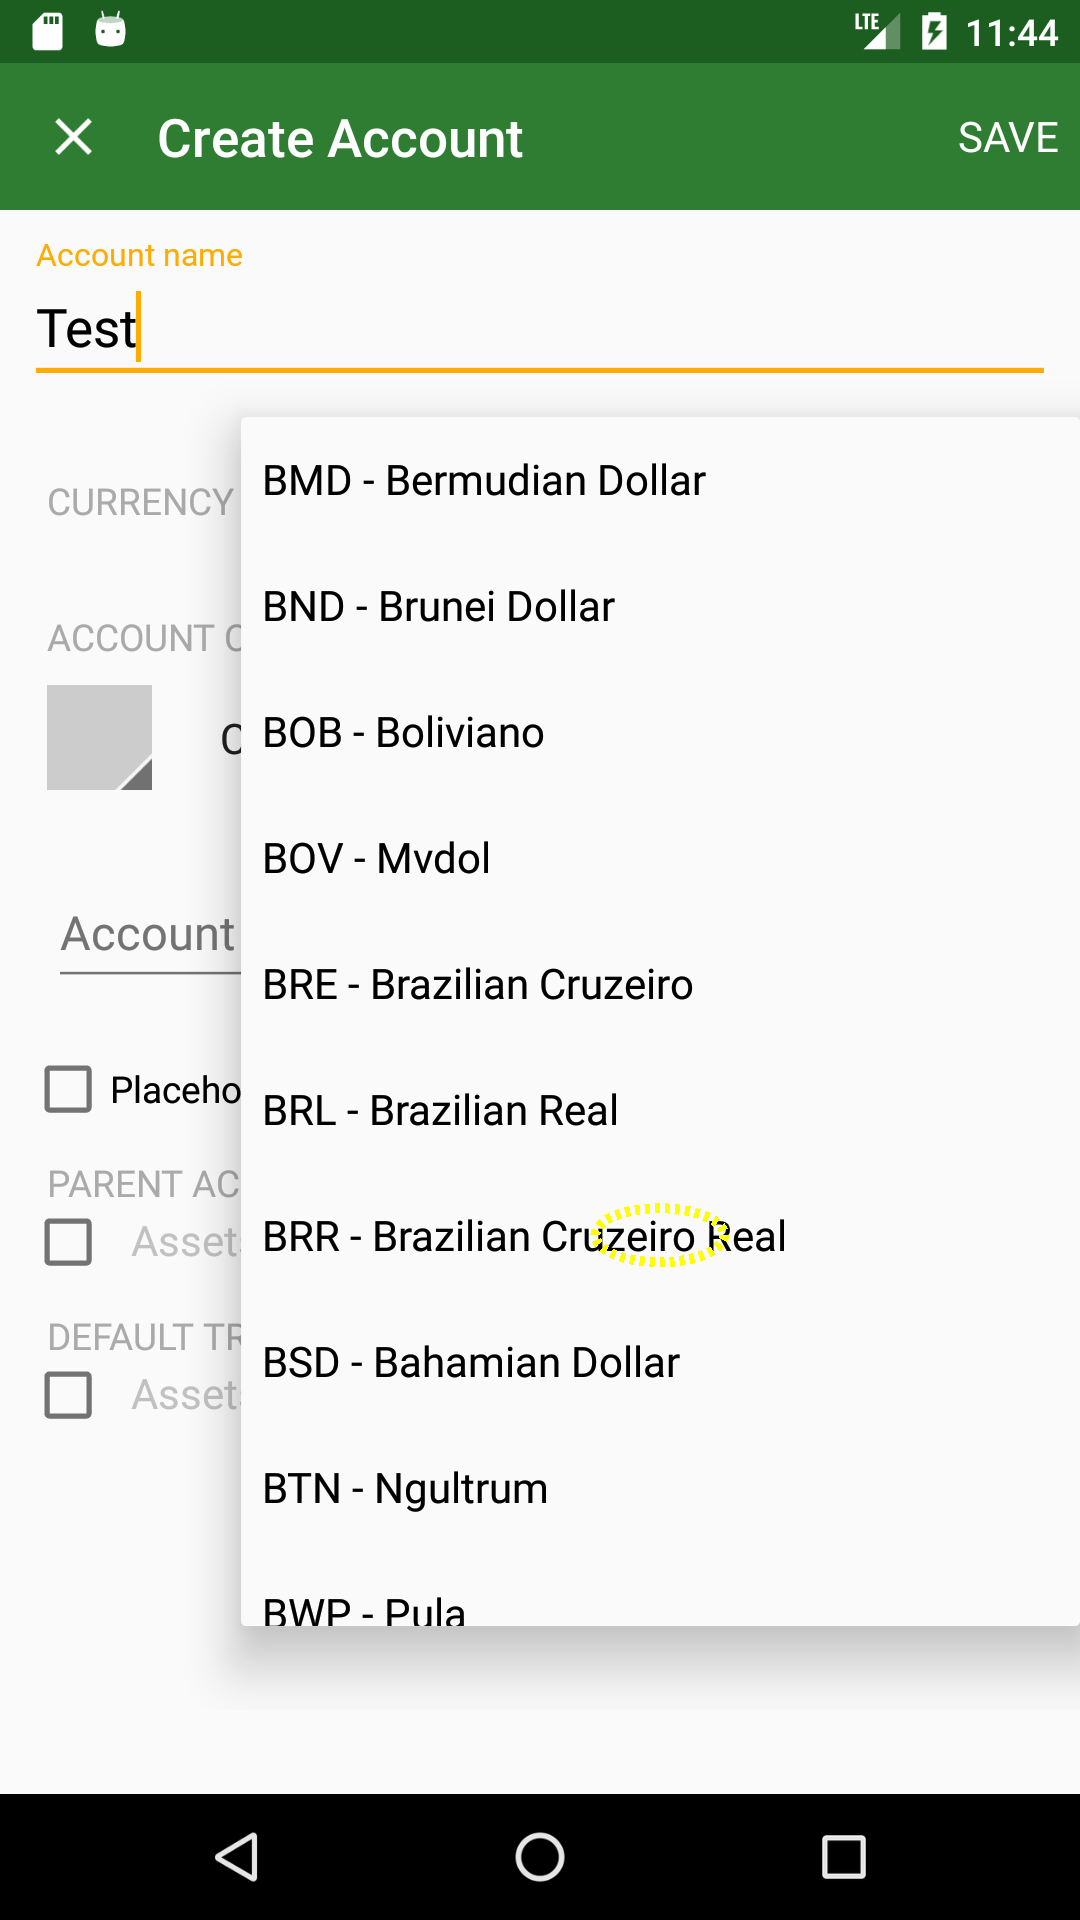 LTE 11:44
Create Account SAVE
Account name
Test
BMD - Bermudian Dollar
CURRENCY
BND - Brunei Dollar
ACCOUNT C
BOB - Boliviano
BOV - Mvdol
Account
BRE - Brazilian Cruzeiro
Placeho
BRL - Brazilian Real
PARENT AC
BRR - Brazilian Cruzeiro Real
Assets
DEFAULT TR
BSD - Bahamian Dollar
Assets
BTN - Ngultrum
BWP - Pula